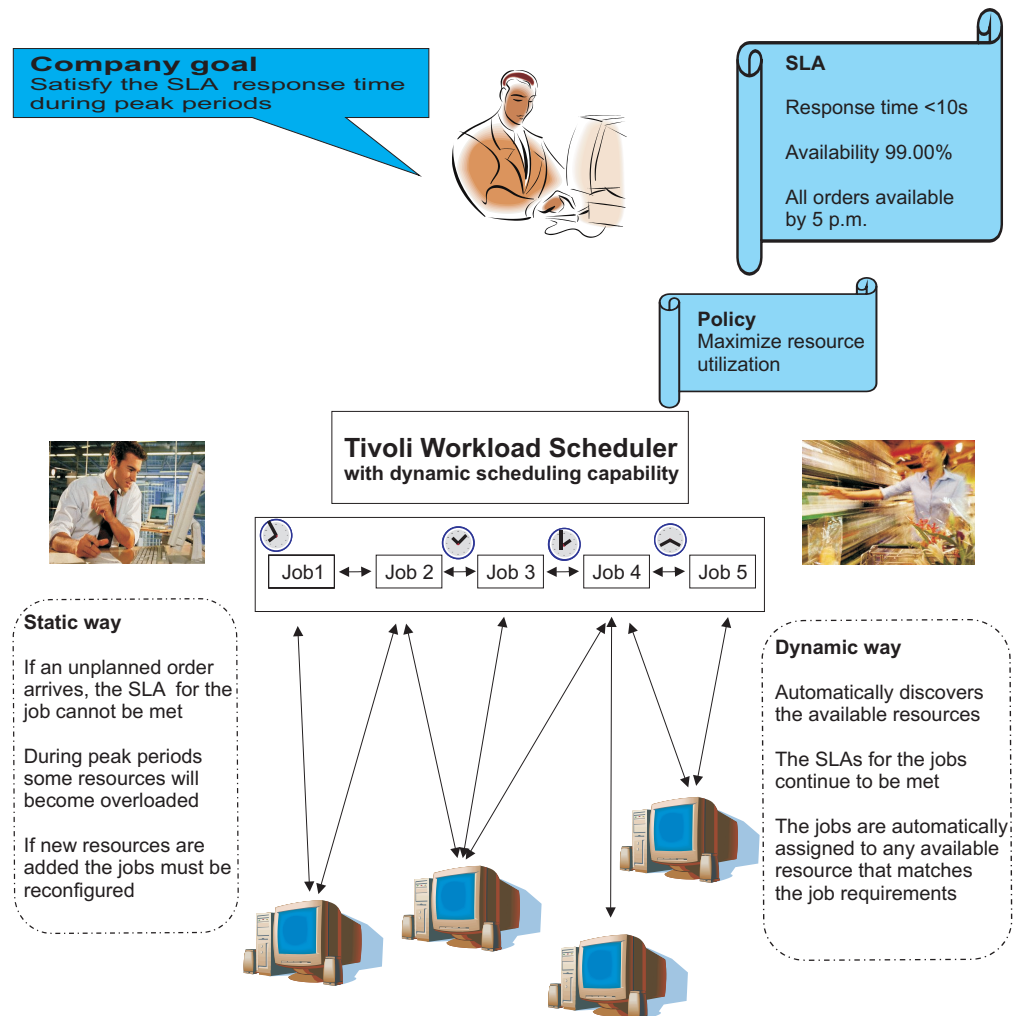 Company goal
Satisfy the SLA response time
during peak periods
SLA
Response time <10s
Availability 99.00%
All orders available
by 5 p.m.
Policy
Maximize resource
utilization
Tivoli Workload Scheduler
with dynamic scheduling capability
Job1
Job 2
Job 3
Job 4
Job 5
Static way
If an unplanned order
arrives, the SLA for the
job cannot be met
During peak periods
some resources will
become overloaded
If new resources are
added the jobs must be
reconfigured
Dynamic way
Automatically discovers
the available resources
The SLAs for the jobs
continue to be met
The jobs are automatically
assigned to any available
resource that matches
the job requirements